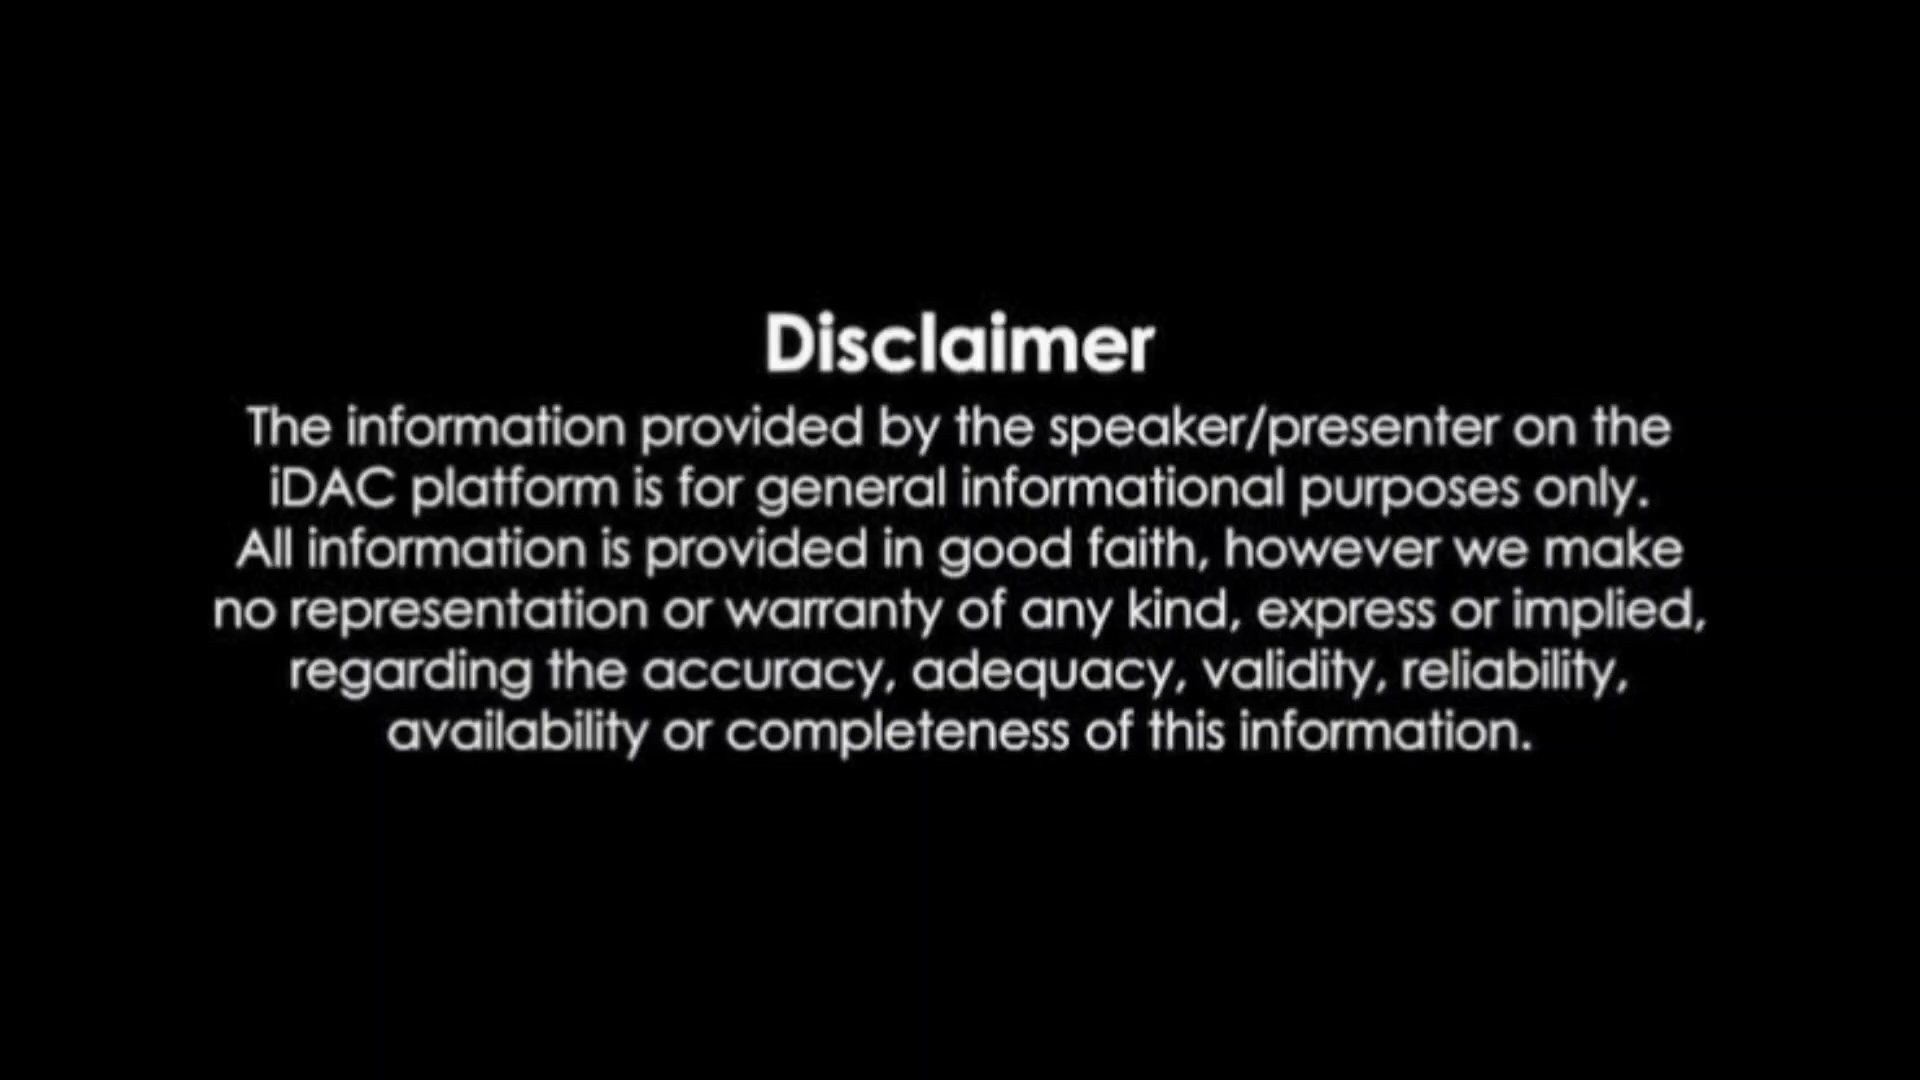 Disclaimer
The information provided by the speaker/presenter on the
iDAC platform is for general informational purposes only.
All information is provided in good faith, however we make
no representation or warranty of any kind, express or implied,
regarding the accuracy, adequacy, validity, reliability,
availability or completeness of this information.